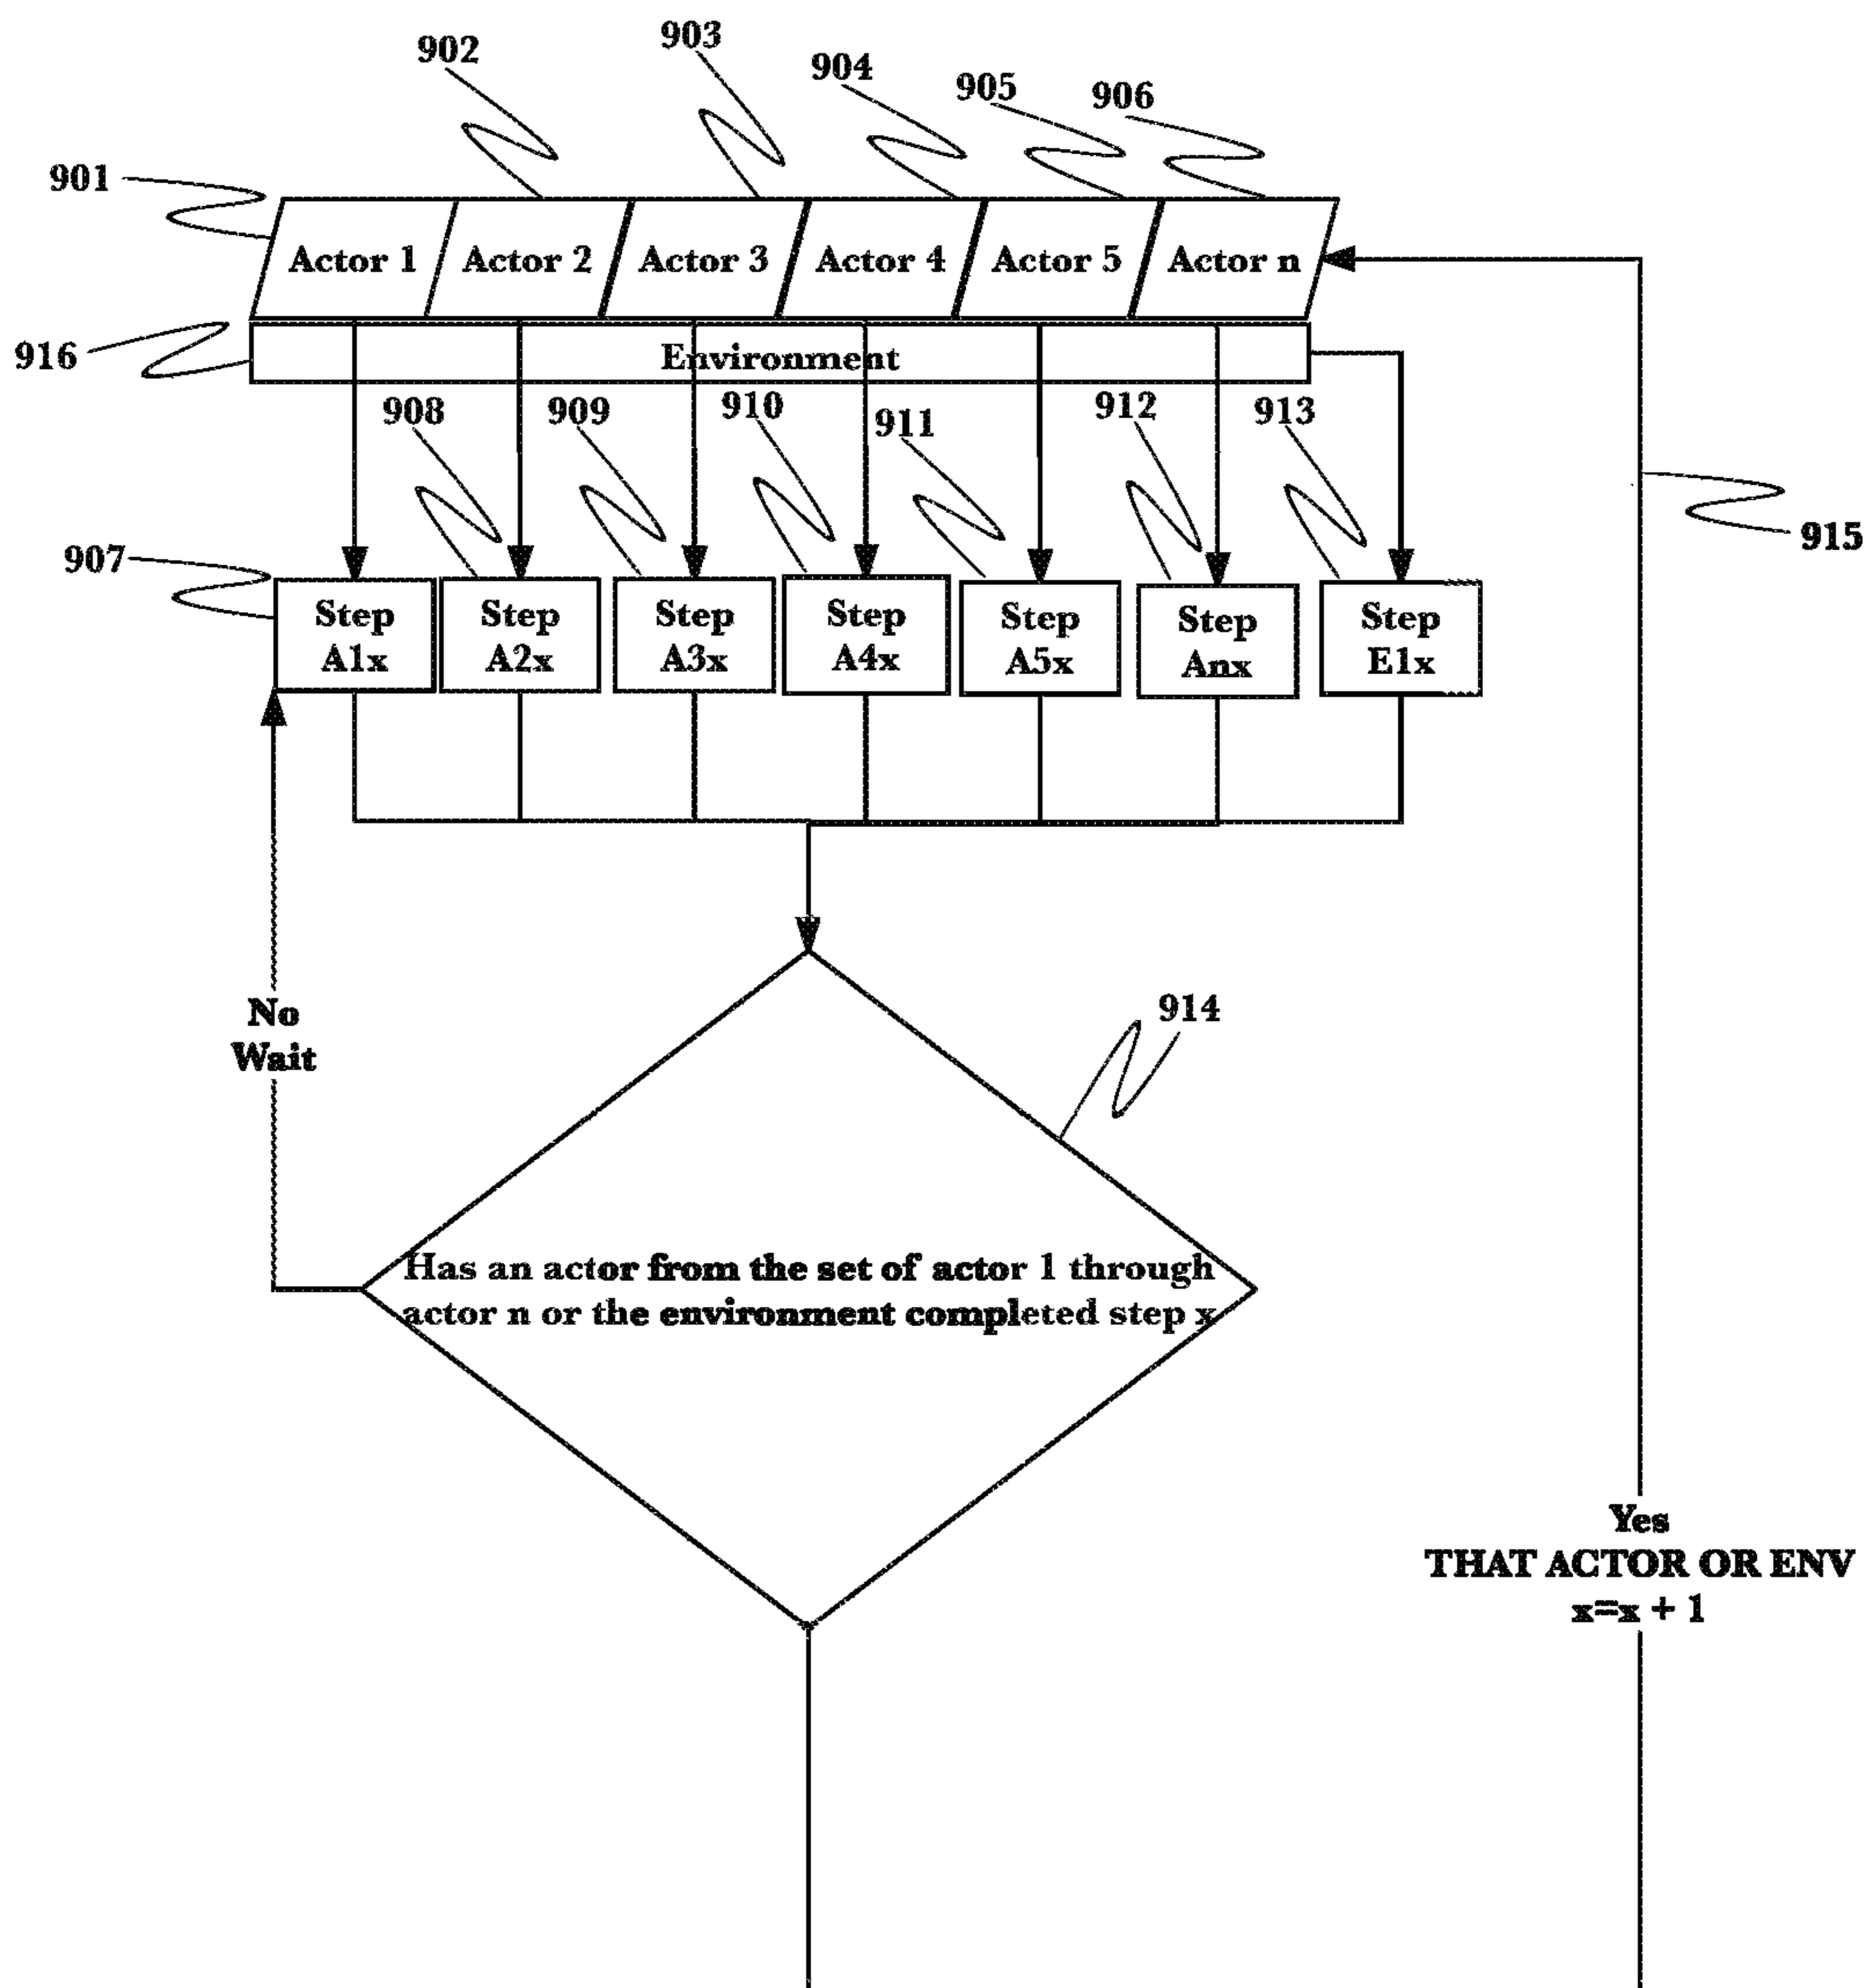 902
903
904
905
906
901
Actor 1
Actor 2
Actor 3
Actor 4
Actor 5
Actor n
916
Environment
908
909
910
911
912
913
915
907
Step
A1x
Step
A2x
Step
A3x
Step
A4x
Step
A5x
Step
Anx
Step
E1x
No
Wait
914
Has an actor from the set of actor 1 through
actor n or the environment completed step x
Yes
THAT ACTOR OR ENV
x=x + 1